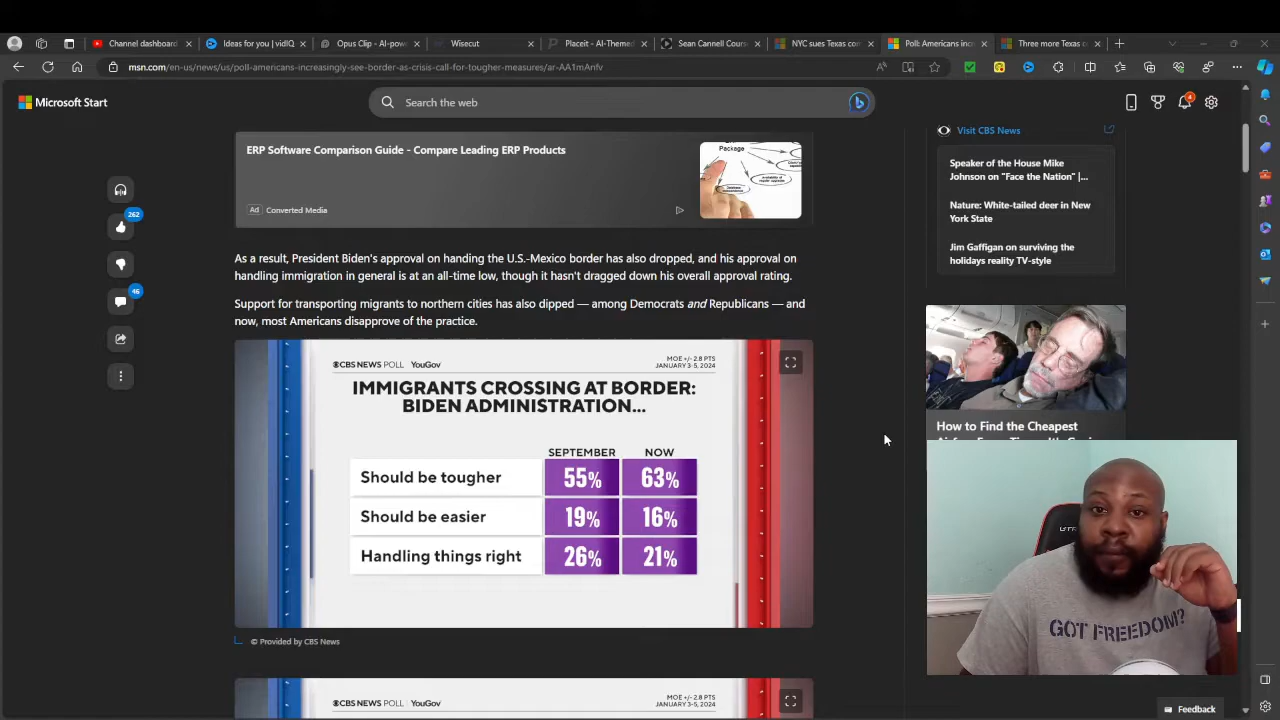 Channel dashboard
Ideas for you | vidIQ
Opus Clip - AI-pow
Wisecut
Placeit - AI-Themed
Sean Cannell Cours
NYC sues Texas com
Poll: Americans inc
Three more Texas c
msn.com/en-us/news/us/poll-americans-increasingly-see-border-as-crisis-call-for-tougher-measures/ar-AA1mAnfv
Microsoft Start
Search the web
4
Visit CBS News
ERP Software Comparison Guide - Compare Leading ERP Products
Package
Ad Converted Media
Speaker of the House Mike
Johnson on "Face the Nation" |...
Nature: White-tailed deer in New
York State
Jim Gaffigan on surviving the
holidays reality TV-style
262
46
As a result, President Biden's approval on handing the U.S.-Mexico border has also dropped, and his approval on
handling immigration in general is at an all-time low, though it hasn't dragged down his overall approval rating.
Support for transporting migrants to northern cities has also dipped — among Democrats and Republicans — and
now, most Americans disapprove of the practice.
CBS NEWS POLL | YouGov
MOE +/- 2.8 PTS
JANUARY 3-5, 2024
IMMIGRANTS CROSSING AT BORDER:
BIDEN ADMINISTRATION...
SEPTEMBER NOW
Should be tougher 55% 63%
Should be easier 19% 16%
Handling things right 26% 21%
© Provided by CBS News
How to Find the Cheapest
GOT FREEDOM?
CBS NEWS POLL | YouGov
MOE +/- 2.8 PTS
JANUARY 3-5, 2024
Feedback